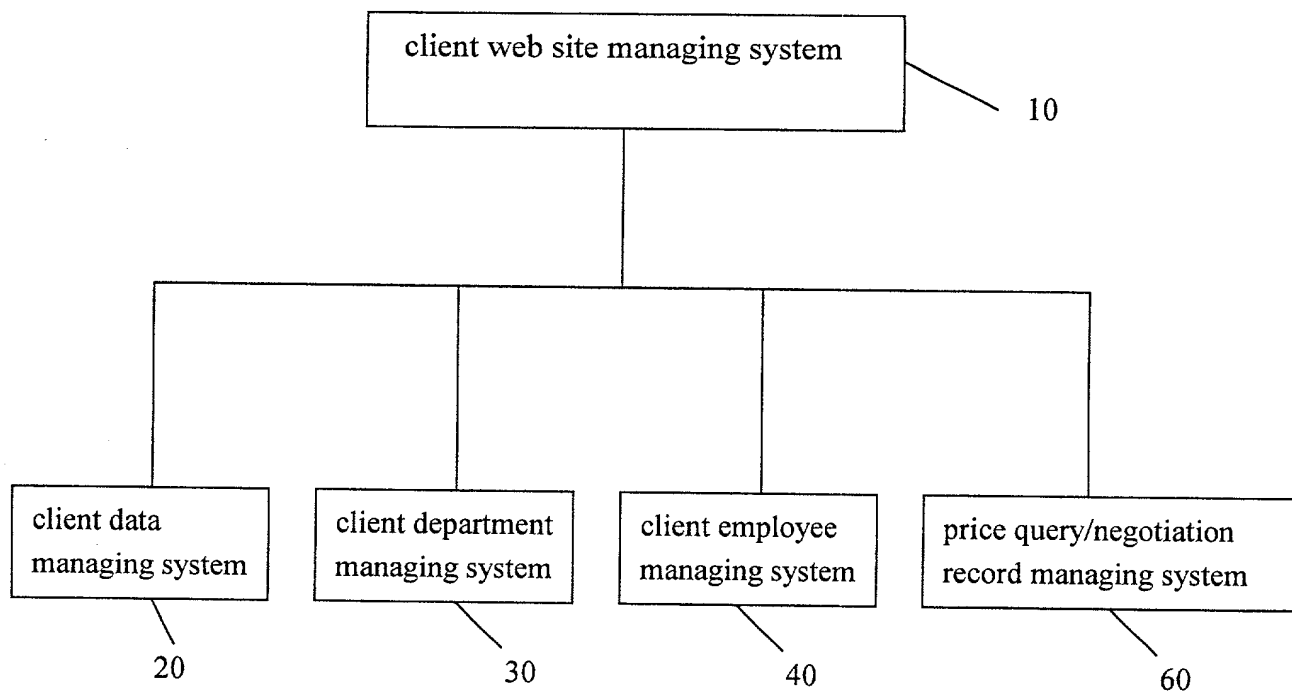 client web site managing system
10
client data
managing system
client department
managing system
client employee
managing system
price query/negotiation
record managing system
20
30
40
60